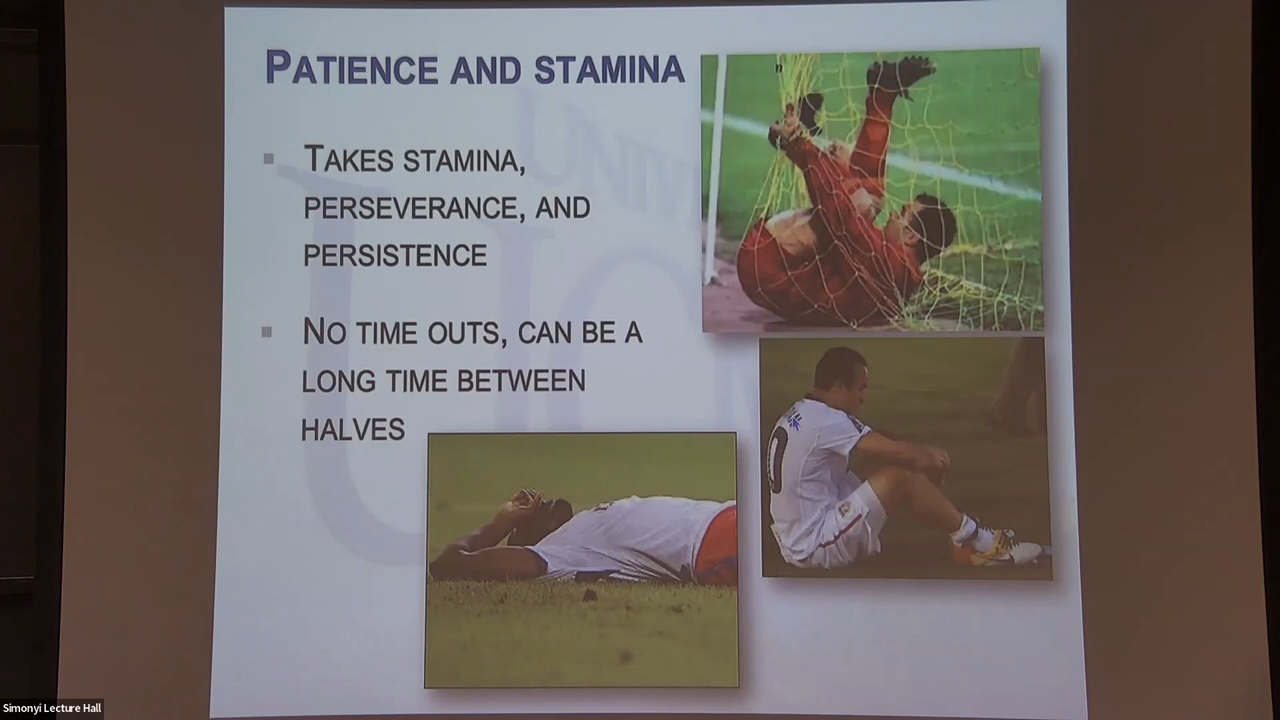 PATIENCE AND STAMINA
TAKES STAMINA,
PERSEVERANCE, AND
PERSISTENCE
NO TIME OUTS, CAN BE A
LONG TIME BETWEEN
HALVES
Simonyi Lecture Hall